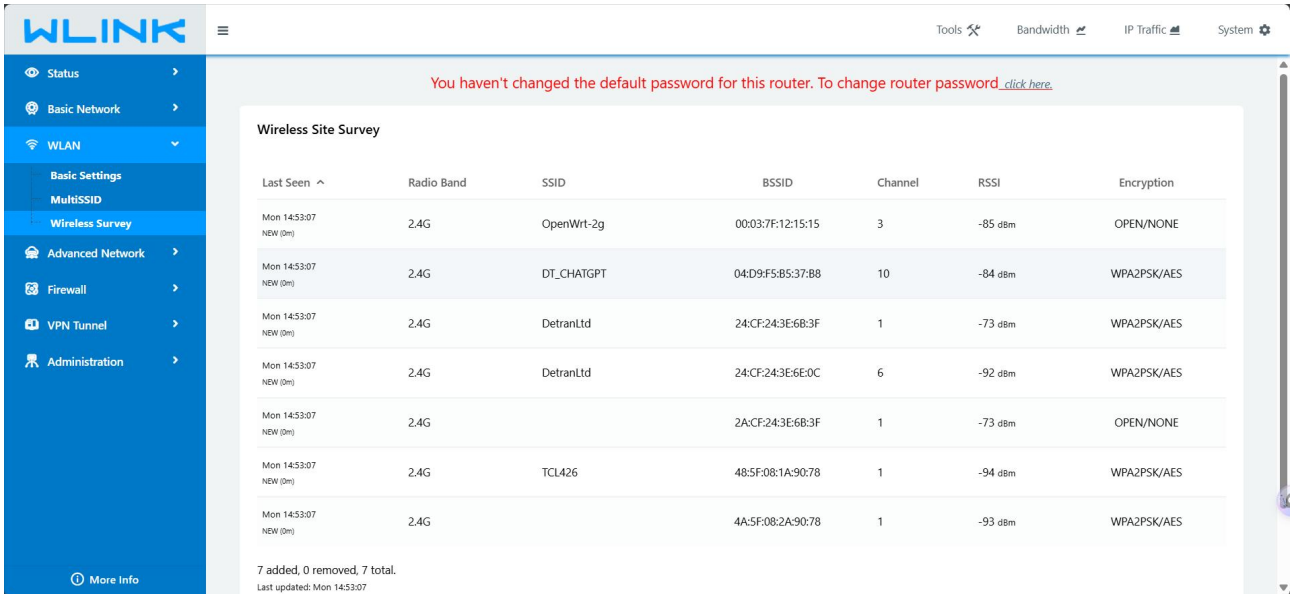 WLINK
Tools Bandwidth IP Traffic System
Status
You haven't changed the default password for this router. To change router password click here.
Basic Network
Wireless Site Survey
WLAN
Basic Settings
MultiSSID
Wireless Survey
Advanced Network
Firewall
VPN Tunnel
Administration
More Info
Last Seen Radio Band SSID BSSID Channel RSSI Encryption
Mon 14:53:07
NEW (0m)
2.4G OpenWrt-2g 00:03:7F:12:15:15 3 -85 dBm OPEN/NONE
Mon 14:53:07
NEW (0m)
2.4G DT_CHATGPT 04:D9:F5:B5:37:B8 10 -84 dBm WPA2PSK/AES
Mon 14:53:07
NEW (0m)
2.4G DetranLtd 24:CF:24:3E:6B:3F 1 -73 dBm WPA2PSK/AES
Mon 14:53:07
NEW (0m)
2.4G DetranLtd 24:CF:24:3E:6E:0C 6 -92 dBm WPA2PSK/AES
Mon 14:53:07
NEW (0m)
2.4G 2A:CF:24:3E:6B:3F 1 -73 dBm OPEN/NONE
Mon 14:53:07
NEW (0m)
2.4G TCL426 48:5F:08:1A:90:78 1 -94 dBm WPA2PSK/AES
Mon 14:53:07
NEW (0m)
2.4G 4A:5F:08:2A:90:78 1 -93 dBm WPA2PSK/AES
7 added, 0 removed, 7 total.
Last updated: Mon 14:53:07